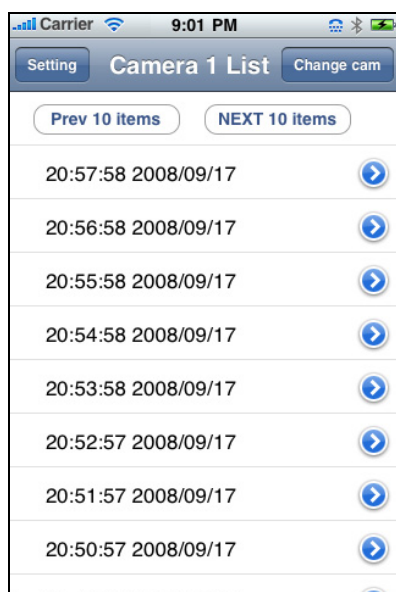 Carrier 9:01 PM
Setting Camera 1 List Change cam
Prev 10 items NEXT 10 items
20:57:58 2008/09/17
20:56:58 2008/09/17
20:55:58 2008/09/17
20:54:58 2008/09/17
20:53:58 2008/09/17
20:52:57 2008/09/17
20:51:57 2008/09/17
20:50:57 2008/09/17